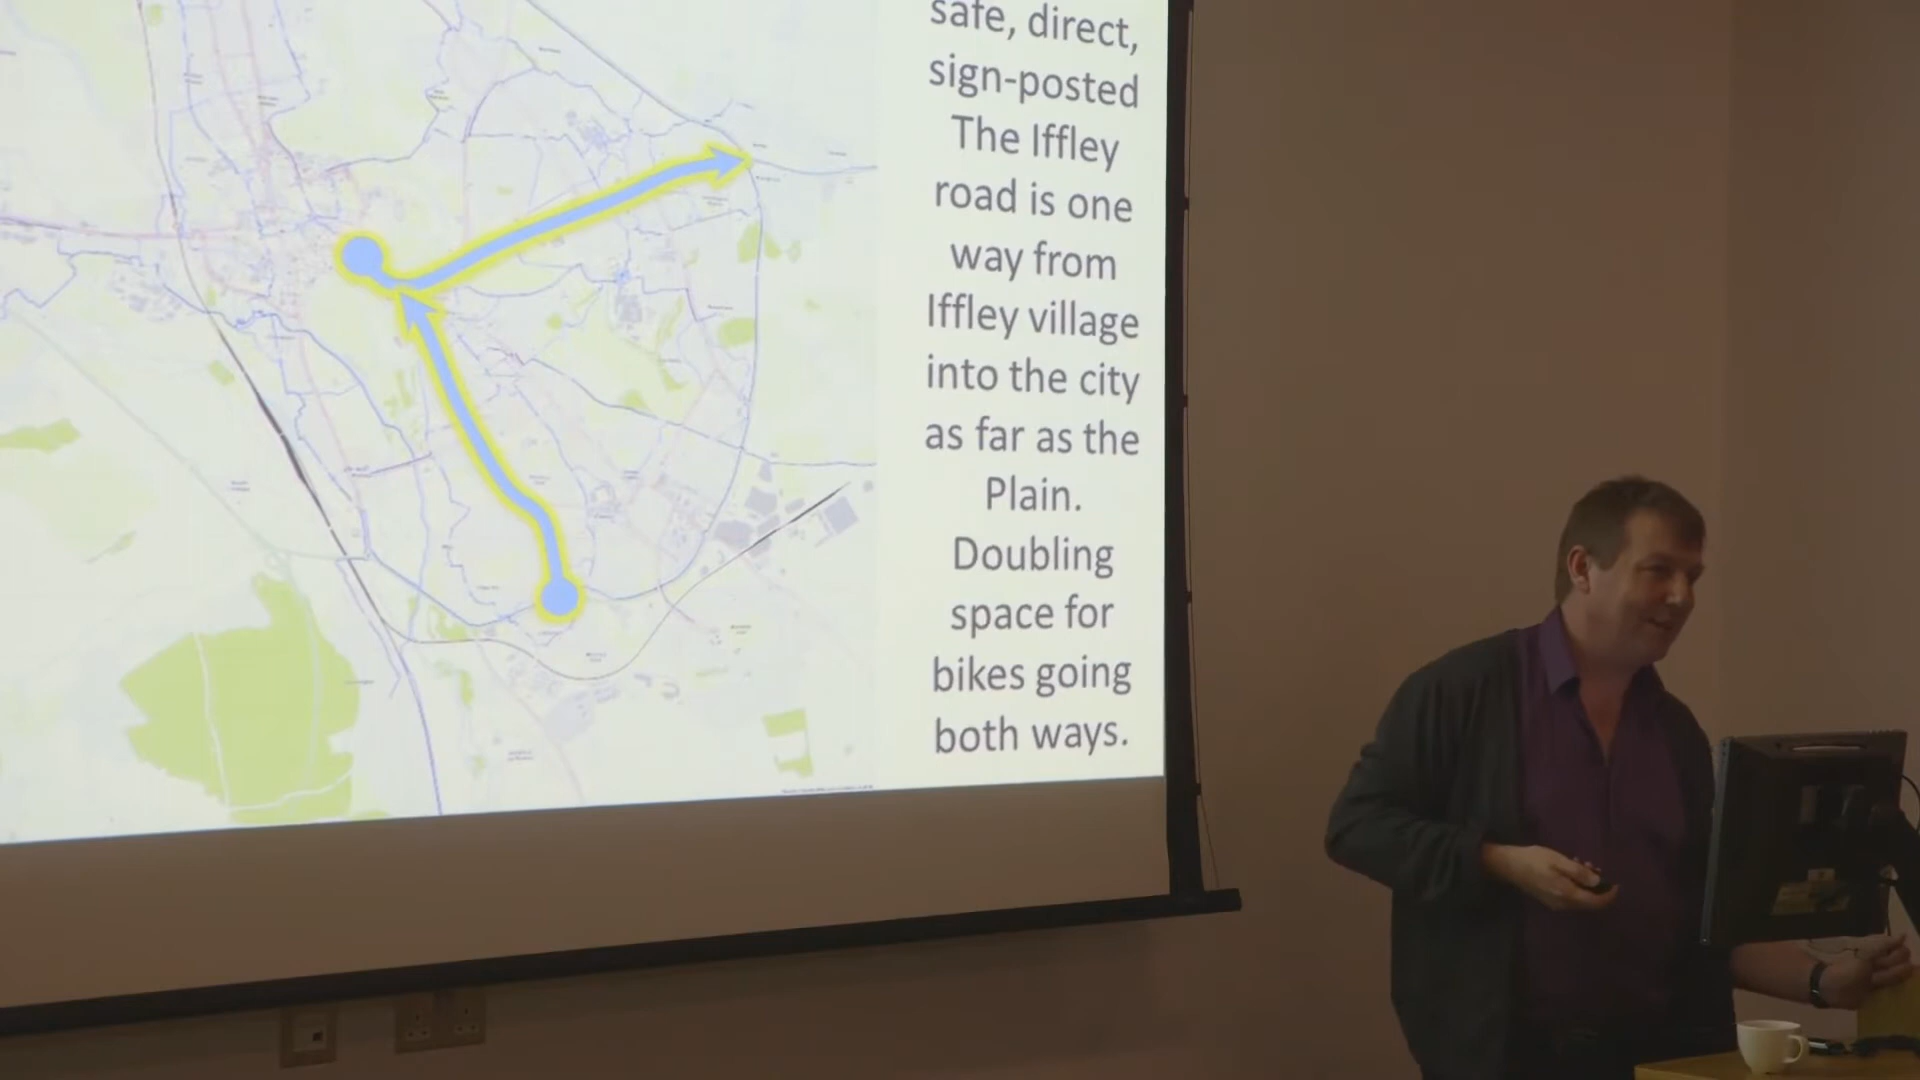 safe, direct,
sign-posted
The Iffley
road is one
way from
Iffley village
into the city
as far as the
Plain.
Doubling
space for
bikes going
both ways.